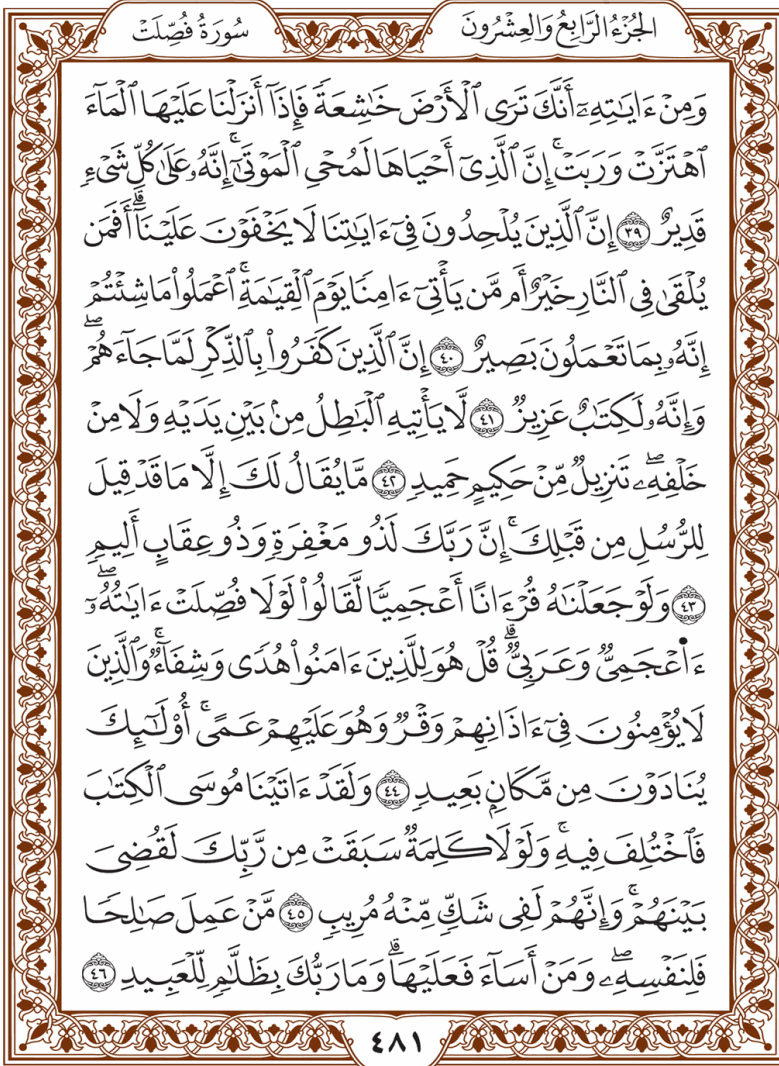 الجُزْءُ الرَّابِعُ وَالعِشْرُونَ
سُورَةُ فُصِّلَتْ
وَمِنْ ءَايَٰتِهِۦٓ أَنَّكَ تَرَى ٱلْأَرْضَ خَٰشِعَةً فَإِذَآ أَنزَلْنَا عَلَيْهَا ٱلْمَآءَ
ٱهْتَزَّتْ وَرَبَتْ ۚ إِنَّ ٱلَّذِىٓ أَحْيَاهَا لَمُحْىِ ٱلْمَوْتَىٰٓ ۚ إِنَّهُۥ عَلَىٰ كُلِّ شَىْءٍ
قَدِيرٌ ٣٩ إِنَّ ٱلَّذِينَ يُلْحِدُونَ فِىٓ ءَايَٰتِنَا لَا يَخْفَوْنَ عَلَيْنَآ ۗ أَفَمَن
يُلْقَىٰ فِى ٱلنَّارِ خَيْرٌ أَم مَّن يَأْتِىٓ ءَامِنًا يَوْمَ ٱلْقِيَٰمَةِ ۚ ٱعْمَلُوا۟ مَا شِئْتُمْ ۖ
إِنَّهُۥ بِمَا تَعْمَلُونَ بَصِيرٌ ٤٠ إِنَّ ٱلَّذِينَ كَفَرُوا۟ بِٱلذِّكْرِ لَمَّا جَآءَهُمْ ۖ
وَإِنَّهُۥ لَكِتَٰبٌ عَزِيزٌ ٤١ لَّا يَأْتِيهِ ٱلْبَٰطِلُ مِنۢ بَيْنِ يَدَيْهِ وَلَا مِنْ
خَلْفِهِۦ ۖ تَنزِيلٌ مِّنْ حَكِيمٍ حَمِيدٍ ٤٢ مَّا يُقَالُ لَكَ إِلَّا مَا قَدْ قِيلَ
لِلرُّسُلِ مِن قَبْلِكَ ۚ إِنَّ رَبَّكَ لَذُو مَغْفِرَةٍ وَذُو عِقَابٍ أَلِيمٍ
٤٣ وَلَوْ جَعَلْنَٰهُ قُرْءَانًا أَعْجَمِيًّا لَّقَالُوا۟ لَوْلَا فُصِّلَتْ ءَايَٰتُهُۥٓ ۖ
ءَا۬عْجَمِىٌّ وَعَرَبِىٌّ ۗ قُلْ هُوَ لِلَّذِينَ ءَامَنُوا۟ هُدًى وَشِفَآءٌ ۖ وَٱلَّذِينَ
لَا يُؤْمِنُونَ فِىٓ ءَاذَانِهِمْ وَقْرٌ وَهُوَ عَلَيْهِمْ عَمًى ۚ أُو۟لَٰٓئِكَ
يُنَادَوْنَ مِن مَّكَانٍۭ بَعِيدٍ ٤٤ وَلَقَدْ ءَاتَيْنَا مُوسَى ٱلْكِتَٰبَ
فَٱخْتُلِفَ فِيهِ ۚ وَلَوْلَا كَلِمَةٌ سَبَقَتْ مِن رَّبِّكَ لَقُضِىَ
بَيْنَهُمْ ۚ وَإِنَّهُمْ لَفِى شَكٍّ مِّنْهُ مُرِيبٍ ٤٥ مَّنْ عَمِلَ صَٰلِحًا
فَلِنَفْسِهِۦ ۖ وَمَنْ أَسَآءَ فَعَلَيْهَا ۗ وَمَا رَبُّكَ بِظَلَّٰمٍ لِّلْعَبِيدِ ٤٦
٤٨١